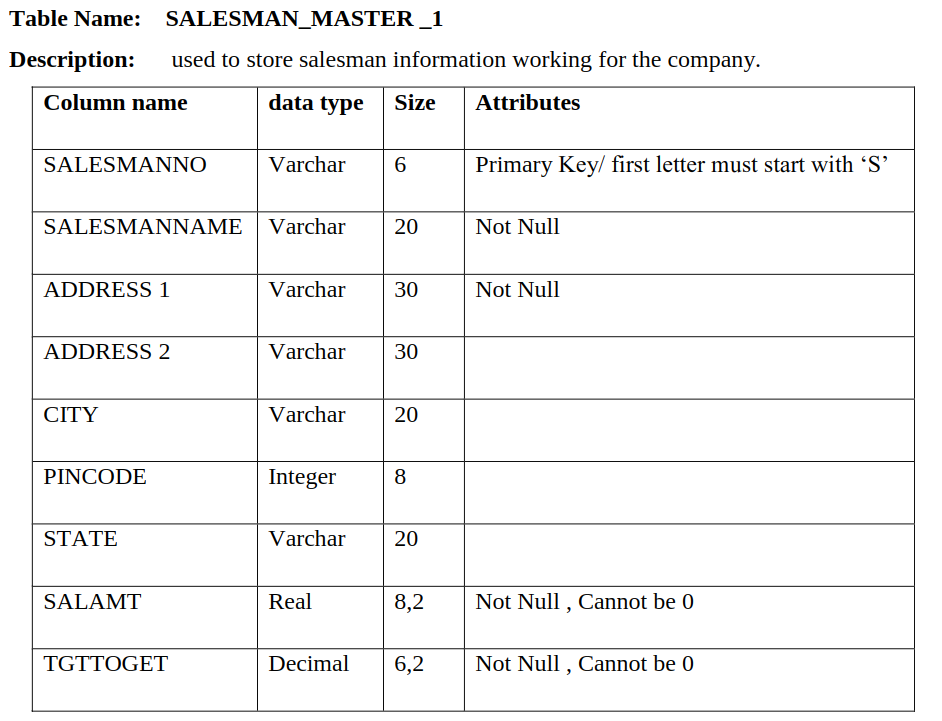 Table Name: SALESMAN_MASTER _1
Description: used to store salesman information working for the company.
Column name data type Size Attributes
SALESMANNO Varchar 6 Primary Key/ first letter must start with ‘S’
SALESMANNAME Varchar 20 Not Null
ADDRESS 1 Varchar 30 Not Null
ADDRESS 2 Varchar 30
CITY Varchar 20
PINCODE Integer 8
STATE Varchar 20
SALAMT Real 8,2 Not Null , Cannot be 0
TGTTOGET Decimal 6,2 Not Null , Cannot be 0